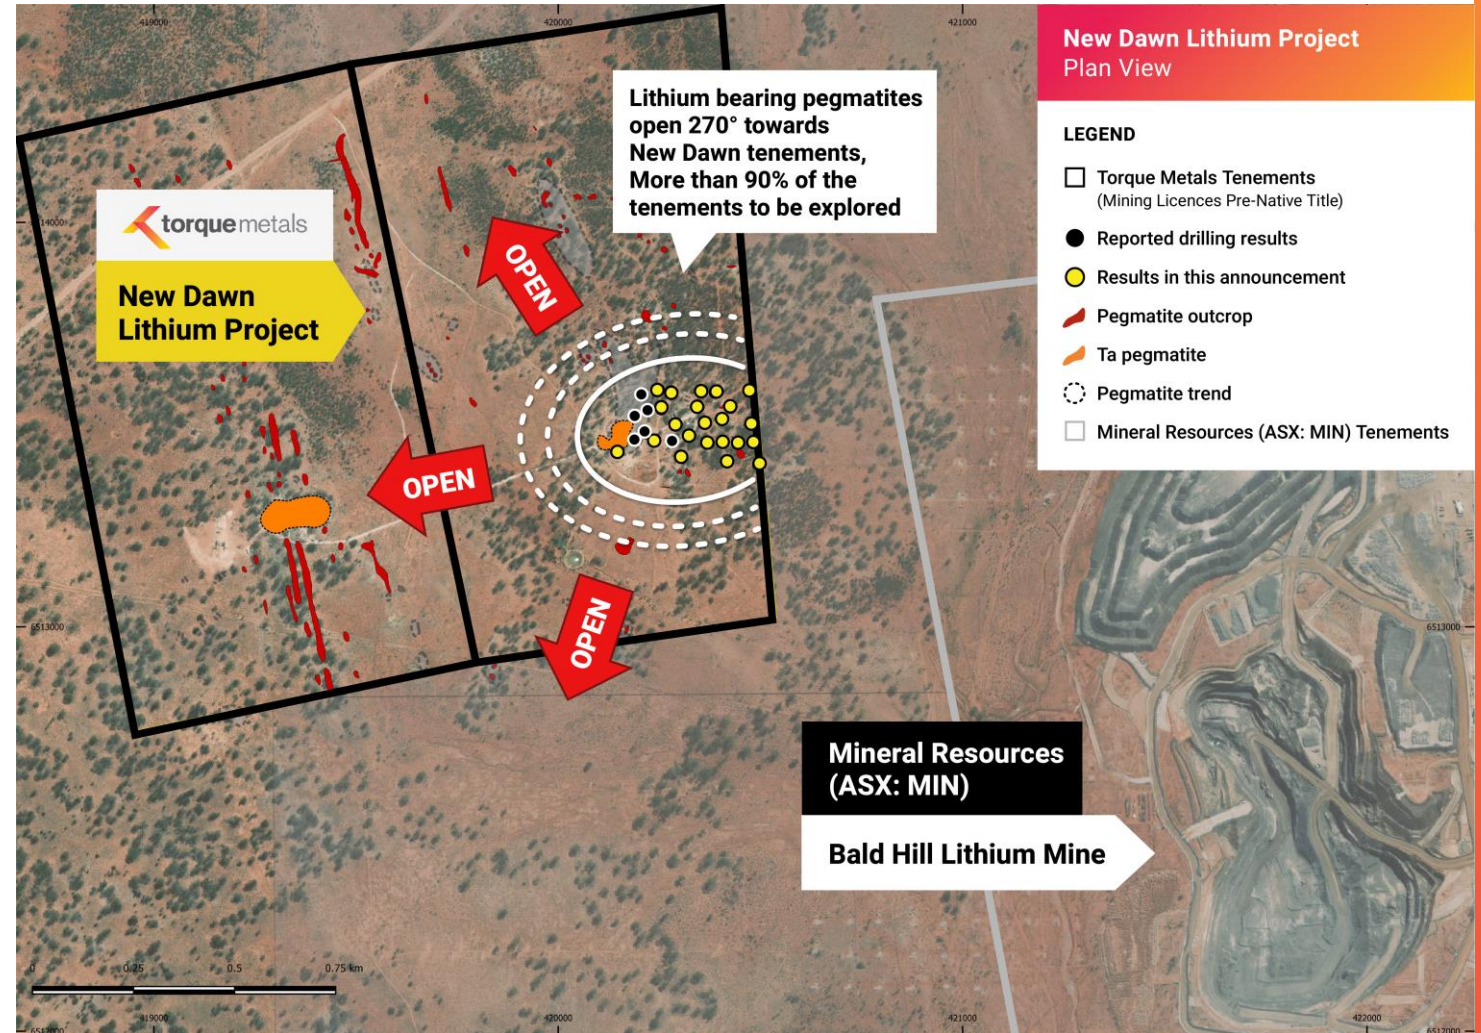 419000
420000
421000
New Dawn Lithium Project
Plan View
LEGEND
Torque Metals Tenements
(Mining Licences Pre-Native Title)
Reported drilling results
Results in this announcement
Pegmatite outcrop
Ta pegmatite
Pegmatite trend
Mineral Resources (ASX: MIN) Tenements
Lithium bearing pegmatites
open 270° towards
New Dawn tenements,
More than 90% of the
tenements to be explored
torquemetals
New Dawn
Lithium Project
OPEN
OPEN
OPEN
6513000
6513000
Mineral Resources
(ASX: MIN)
Bald Hill Lithium Mine
0
0.25
0.5
0.75 km
419000
420000
421000
422000
6512000
6512000